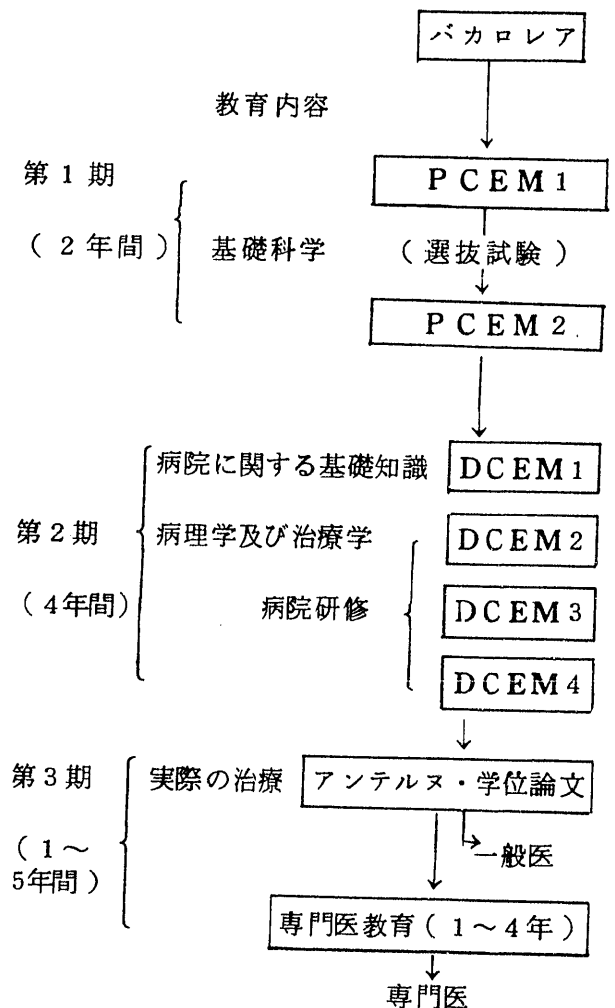 バカロレア
教育内容
第1期
PCEM1
(2年間) 基礎科学 (選抜試験)
PCEM2
病院に関する基礎知識 DCEM1
第2期 病理学及び治療学 DCEM2
(4年間) 病院研修 DCEM3
DCEM4
第3期 実際の治療 アンテルヌ・学位論文
(1~
5年間)
一般医
専門医教育(1~4年)
専門医